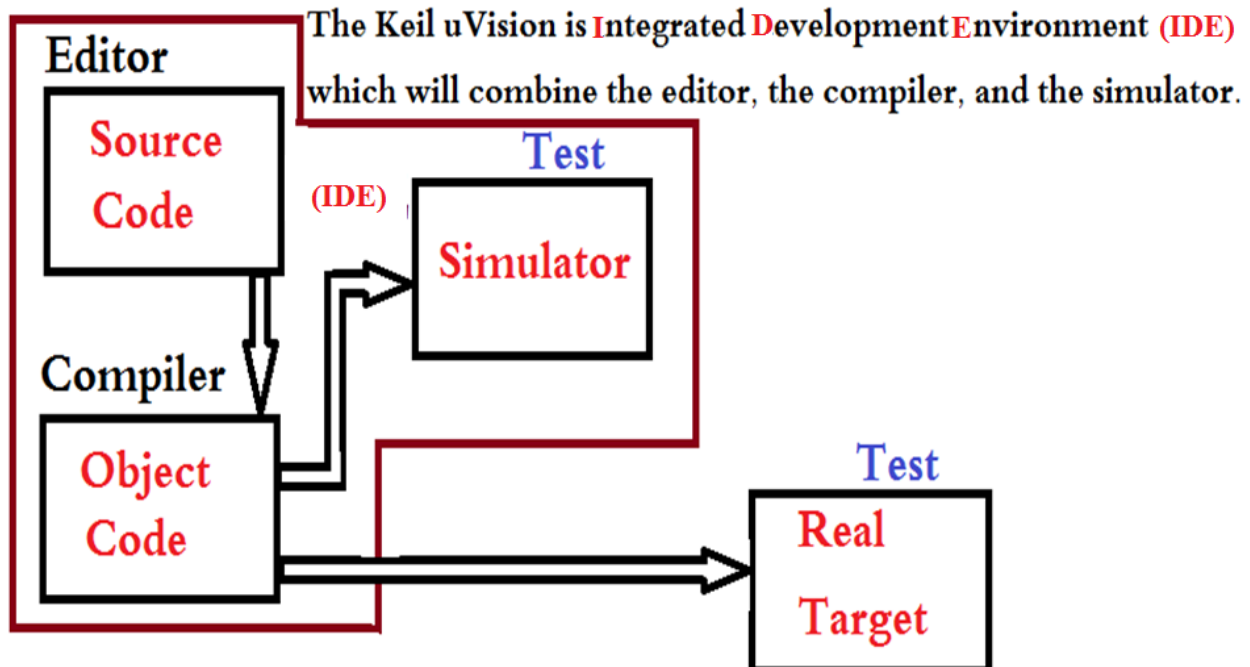 The Keil uVision is Integrated Development Environment (IDE)
which will combine the editor, the compiler, and the simulator.
Editor
Source
Code
Test
(IDE)
Simulator
Compiler
Object
Code
Test
Real
Target